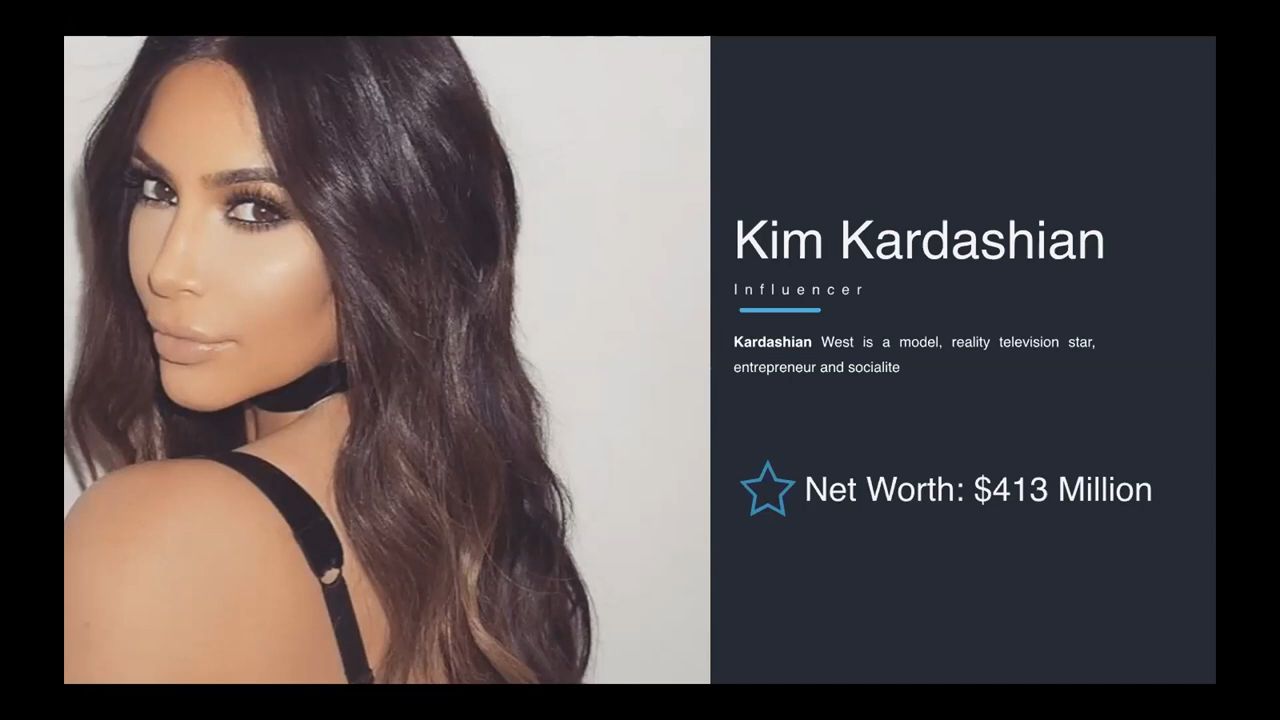 Kim Kardashian
Influencer
Kardashian West is a model, reality television star,
entrepreneur and socialite
Net Worth: $413 Million